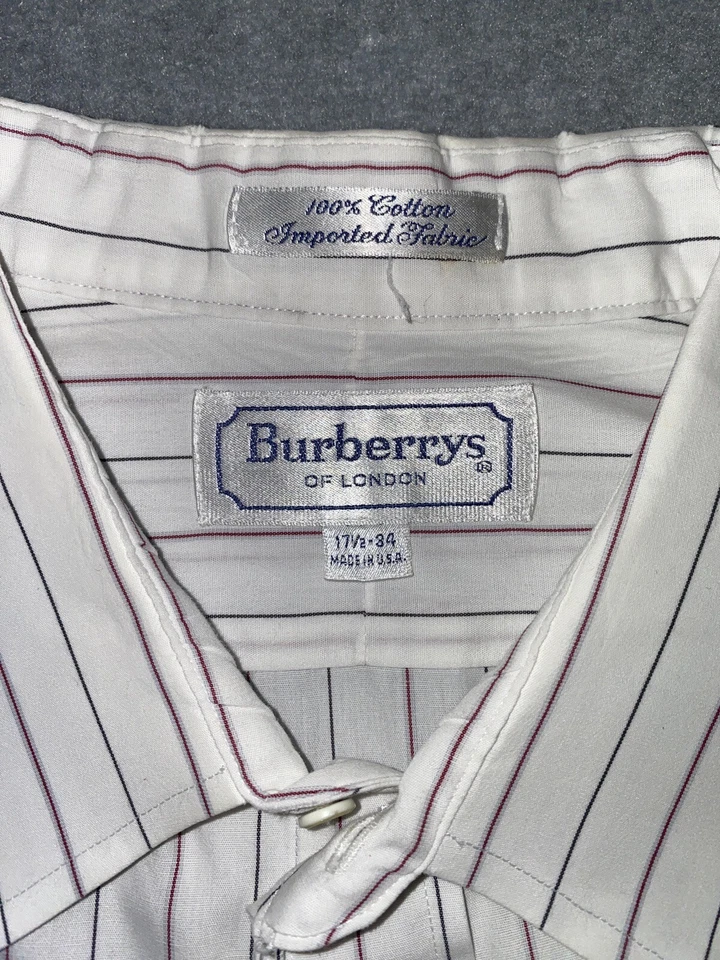 100% Cotton
Imported Fabric
Burberrys®
OF LONDON
17½-34
MADE IN U.S.A.